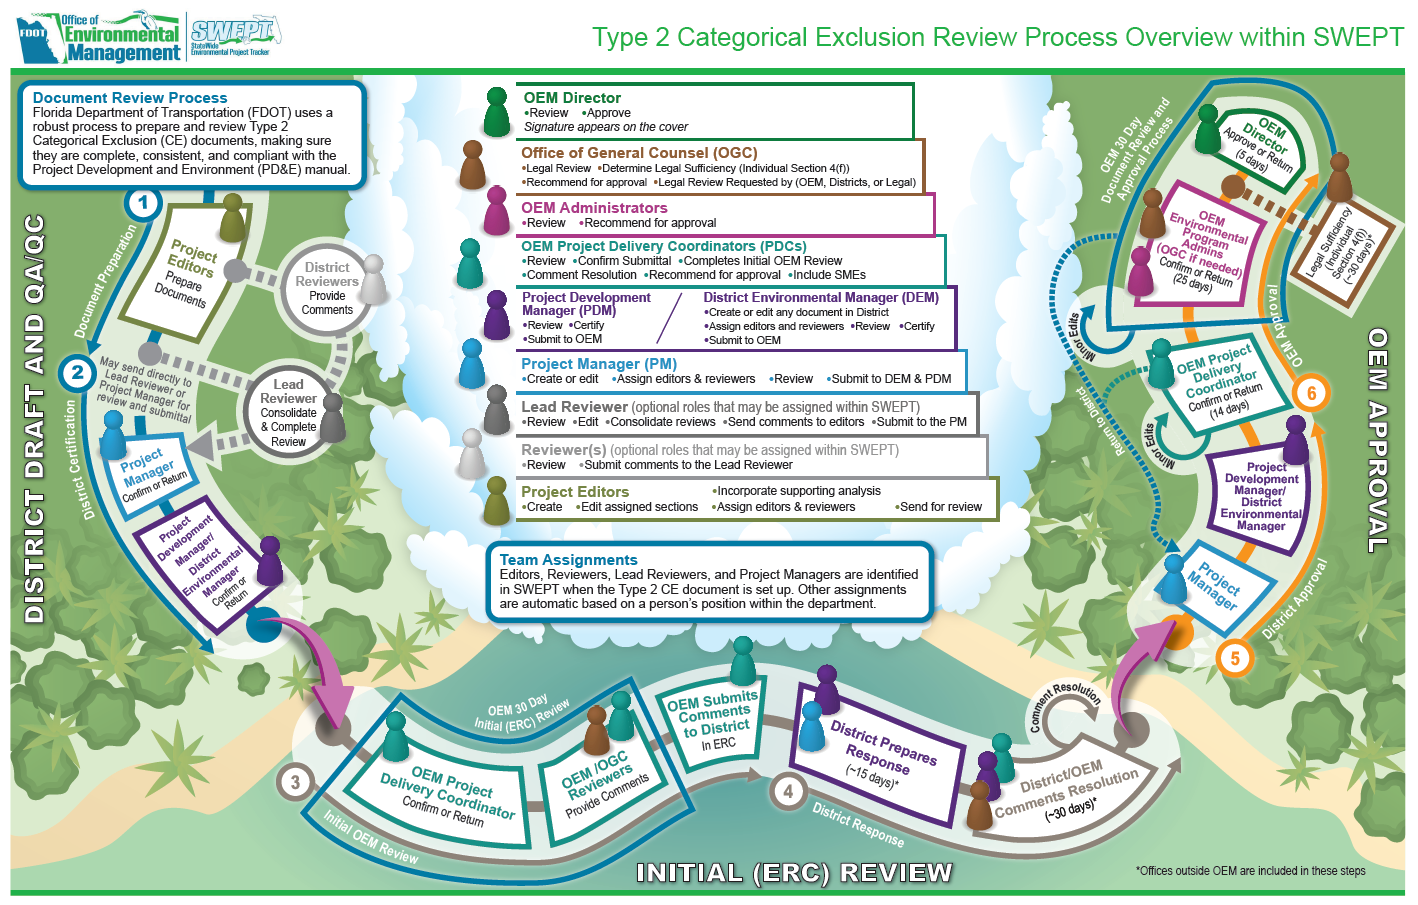 FDOT
Office of
Environmental
Management
SWEPT
StateWide
Environmental Project Tracker
Type 2 Categorical Exclusion Review Process Overview within SWEPT
Document Review Process
Florida Department of Transportation (FDOT) uses a
robust process to prepare and review Type 2
Categorical Exclusion (CE) documents, making sure
they are complete, consistent, and compliant with the
Project Development and Environment (PD&E) manual.
DISTRICT DRAFT AND QA/QC
1
Document Preparation
Project
Editors
Prepare
Documents
District
Reviewers
Provide
Comments
2
District Certification
May send directly to
Lead Reviewer or
Project Manager for
review and submittal
Lead
Reviewer
Consolidate
& Complete
Review
Project
Manager
Confirm or Return
Project
Development
Manager/
District
Environmental
Manager
Confirm or
Return
OEM Director
•Review •Approve
Signature appears on the cover
Office of General Counsel (OGC)
•Legal Review •Determine Legal Sufficiency (Individual Section 4(f))
•Recommend for approval •Legal Review Requested by (OEM, Districts, or Legal)
OEM Administrators
•Review •Recommend for approval
OEM Project Delivery Coordinators (PDCs)
•Review •Confirm Submittal •Completes Initial OEM Review
•Comment Resolution •Recommend for approval •Include SMEs
Project Development
Manager (PDM)
•Review •Certify
•Submit to OEM
/
District Environmental Manager (DEM)
•Create or edit any document in District
•Assign editors and reviewers •Review •Certify
•Submit to OEM
Project Manager (PM)
•Create or edit •Assign editors & reviewers •Review •Submit to DEM & PDM
Lead Reviewer (optional roles that may be assigned within SWEPT)
•Review •Edit •Consolidate reviews •Send comments to editors •Submit to the PM
Reviewer(s) (optional roles that may be assigned within SWEPT)
•Review •Submit comments to the Lead Reviewer
Project Editors •Incorporate supporting analysis
•Create •Edit assigned sections •Assign editors & reviewers •Send for review
Team Assignments
Editors, Reviewers, Lead Reviewers, and Project Managers are identified
in SWEPT when the Type 2 CE document is set up. Other assignments
are automatic based on a person's position within the department.
3
Initial OEM Review
OEM 30 Day
Initial (ERC) Review
OEM Project
Delivery Coordinator
Confirm or Return
OEM /OGC
Reviewers
Provide Comments
OEM Submits
Comments
to District
In ERC
4
District Response
District Prepares
Response
(~15 days)*
Comment Resolution
District/OEM
Comments Resolution
(~30 days)*
INITIAL (ERC) REVIEW
5
District Approval
Project
Manager
Project
Development
Manager/
District
Environmental
Manager
6
OEM Approval
OEM Project
Delivery
Coordinator
Confirm or Return
(14 days)
Minor Edits
Minor Edits
Return to District
OEM 30 Day
Document Review and
Approval Process
OEM
Environmental
Program
Admins
(OGC if needed)
Confirm or Return
(25 days)
Legal Sufficiency
(Individual
Section 4(f))
(~30 days)*
OEM
Director
Approve or Return
(5 days)
OEM APPROVAL
*Offices outside OEM are included in these steps